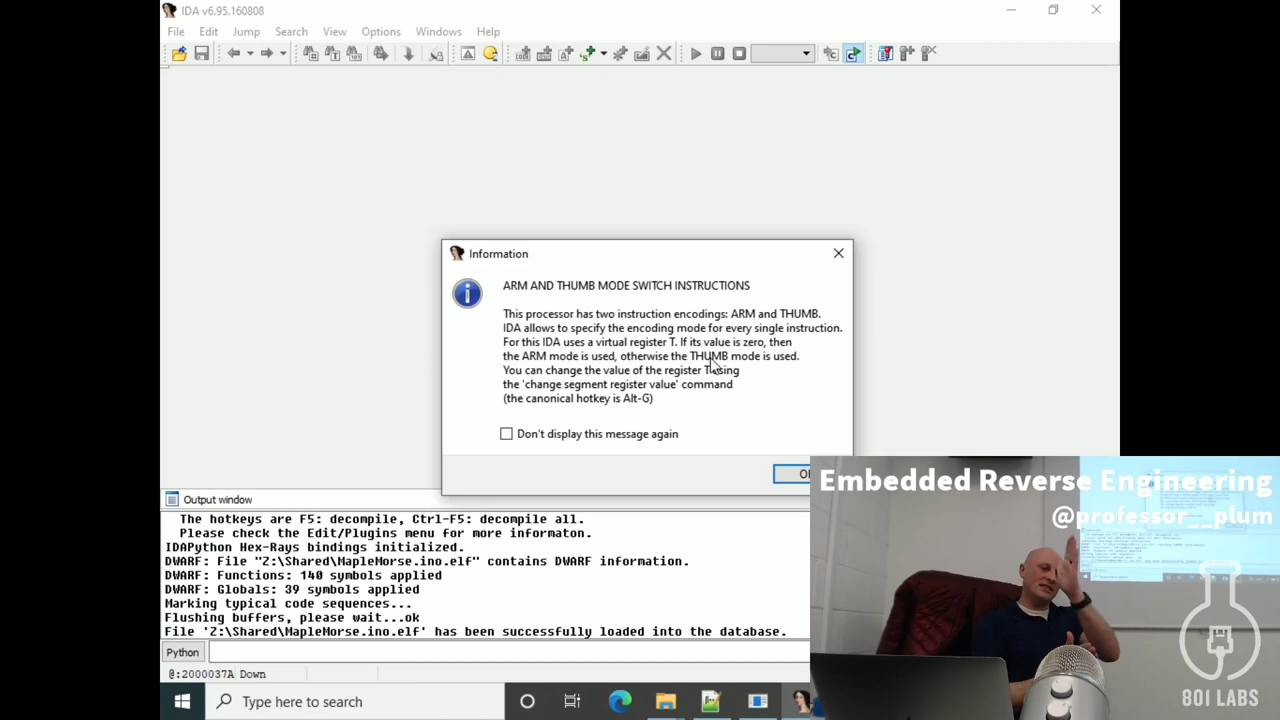 IDA v6.95.160808
File Edit Jump Search View Options Windows Help
Information
ARM AND THUMB MODE SWITCH INSTRUCTIONS
This processor has two instruction encodings: ARM and THUMB.
IDA allows to specify the encoding mode for every single instruction.
For this IDA uses a virtual register T. If its value is zero, then
the ARM mode is used, otherwise the THUMB mode is used.
You can change the value of the register T using
the 'change segment register value' command
(the canonical hotkey is Alt-G)
Don't display this message again
Output window
The hotkeys are F5: decompile, Ctrl-F5: decompile all.
Please check the Edit/Plugins menu for more informaton.
IDAPython Hex-Rays bindings initialized.
DWARF: File "Z:\Shared\MapleMorse.ino.elf" contains DWARF information.
DWARF: Functions: 140 symbols applied
DWARF: Globals: 39 symbols applied
Marking typical code sequences...
Flushing buffers, please wait...ok
File 'Z:\Shared\MapleMorse.ino.elf' has been successfully loaded into the database.
Python
@:2000037A Down
Type here to search
Embedded Reverse Engineering
@professor__plum
801 LABS